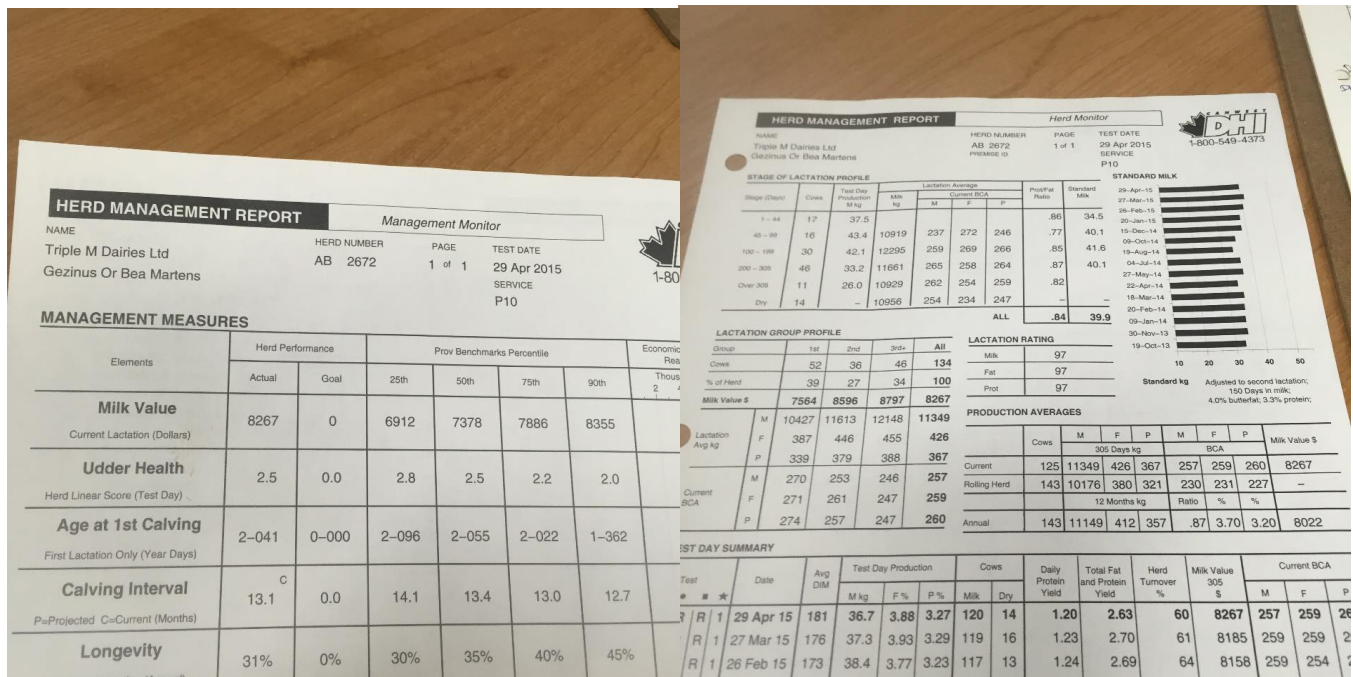 HERD MANAGEMENT REPORT Management Monitor
NAME
Triple M Dairies Ltd
Gezinus Or Bea Martens
HERD NUMBER PAGE TEST DATE
AB 2672 1 of 1 29 Apr 2015
SERVICE
P10
1-80
MANAGEMENT MEASURES
Elements Herd Performance Prov Benchmarks Percentile Economic
Actual Goal 25th 50th 75th 90th Thous
2 4
Milk Value 8267 0 6912 7378 7886 8355
Current Lactation (Dollars)
Udder Health 2.5 0.0 2.8 2.5 2.2 2.0
Herd Linear Score (Test Day)
Age at 1st Calving 2-041 0-000 2-096 2-055 2-022 1-362
First Lactation Only (Year Days)
Calving Interval C 13.1 0.0 14.1 13.4 13.0 12.7
P=Projected C=Current (Months)
Longevity 31% 0% 30% 35% 40% 45%
HERD MANAGEMENT REPORT Herd Monitor
CANWEST
DHI
1-800-549-4373
NAME HERD NUMBER PAGE TEST DATE
Triple M Dairies Ltd AB 2672 1 of 1 29 Apr 2015
Gezinus Or Bea Martens PREMISE ID SERVICE
P10
STAGE OF LACTATION PROFILE
Stage (Days) Cows Test Day Production M kg Lactation Average Milk kg Current BCA M F P Prot/Fat Ratio Standard Milk
1-44 17 37.5 .86 34.5
45-99 16 43.4 10919 237 272 246 .77 40.1
100-199 30 42.1 12295 259 269 266 .85 41.6
200-305 46 33.2 11661 265 258 264 .87 40.1
Over 305 11 26.0 10929 262 254 259 .82
Dry 14 – 10956 254 234 247 – –
ALL .84 39.9
STANDARD MILK
29-Apr-15
27-Mar-15
26-Feb-15
20-Jan-15
15-Dec-14
09-Oct-14
19-Aug-14
04-Jul-14
27-May-14
22-Apr-14
18-Mar-14
20-Feb-14
09-Jan-14
30-Nov-13
19-Oct-13
10 20 30 40 50
Standard kg Adjusted to second lactation;
150 Days in milk;
4.0% butterfat; 3.3% protein;
LACTATION GROUP PROFILE
Group 1st 2nd 3rd+ All
Cows 52 36 46 134
% of Herd 39 27 34 100
Milk Value $ 7564 8596 8797 8267
Lactation Avg kg M 10427 11613 12148 11349
F 387 446 455 426
P 339 379 388 367
Current BCA M 270 253 246 257
F 271 261 247 259
P 274 257 247 260
LACTATION RATING
Milk 97
Fat 97
Prot 97
PRODUCTION AVERAGES
Cows M F P M F P Milk Value $
305 Days kg BCA
Current 125 11349 426 367 257 259 260 8267
Rolling Herd 143 10176 380 321 230 231 227 –
12 Months kg Ratio % %
Annual 143 11149 412 357 .87 3.70 3.20 8022
EST DAY SUMMARY
Test Date Avg DIM Test Day Production Cows Daily Protein Yield Total Fat and Protein Yield Herd Turnover % Milk Value 305 $ Current BCA
M kg F % P % Milk Dry M F P
R 1 29 Apr 15 181 36.7 3.88 3.27 120 14 1.20 2.63 60 8267 257 259 26
R 1 27 Mar 15 176 37.3 3.93 3.29 119 16 1.23 2.70 61 8185 259 259
R 1 26 Feb 15 173 38.4 3.77 3.23 117 13 1.24 2.69 64 8158 259 254